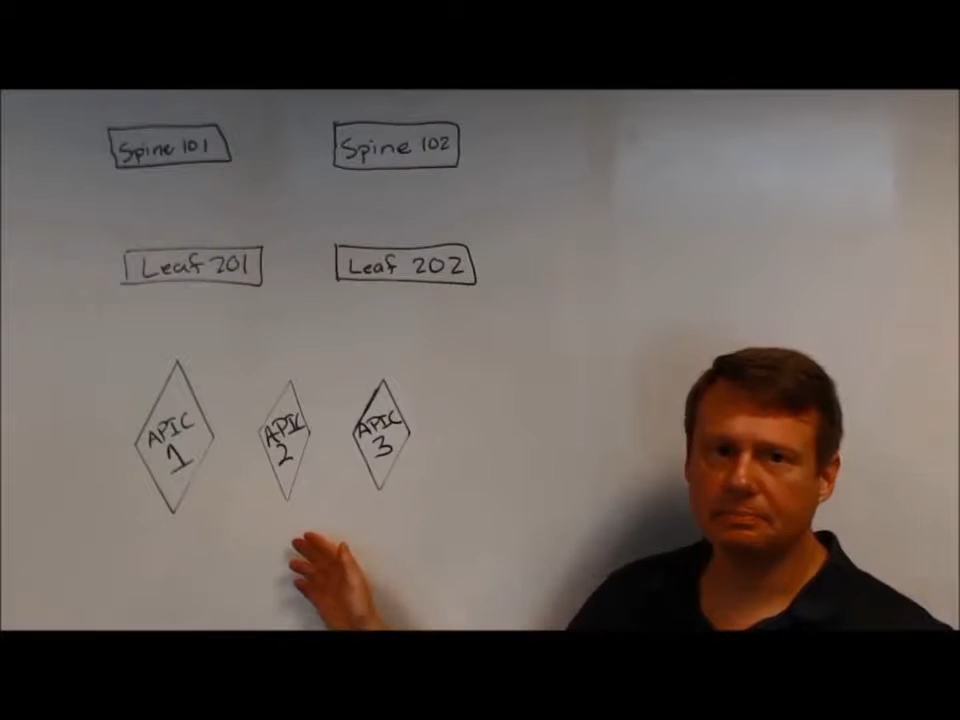 Spine 101
Spine 102
Leaf 201
Leaf 202
APIC
1
APIC
2
APIC
3